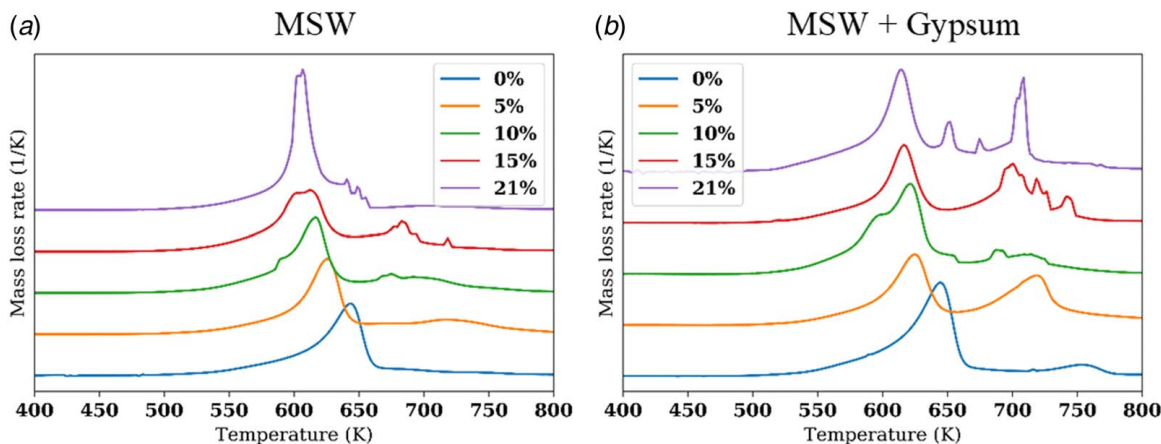 (a)
MSW
Mass loss rate (1/K)
0%
5%
10%
15%
21%
400 450 500 550 600 650 700 750 800
Temperature (K)
(b)
MSW + Gypsum
Mass loss rate (1/K)
0%
5%
10%
15%
21%
400 450 500 550 600 650 700 750 800
Temperature (K)